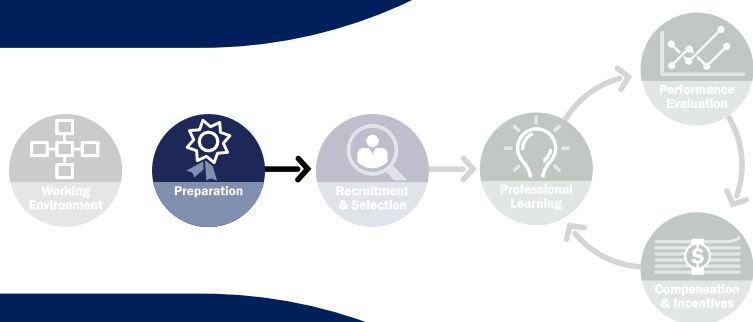 Working
Environment
Preparation
Recruitment
& Selection
Professional
Learning
Performance
Evaluation
$
Compensation
& Incentives